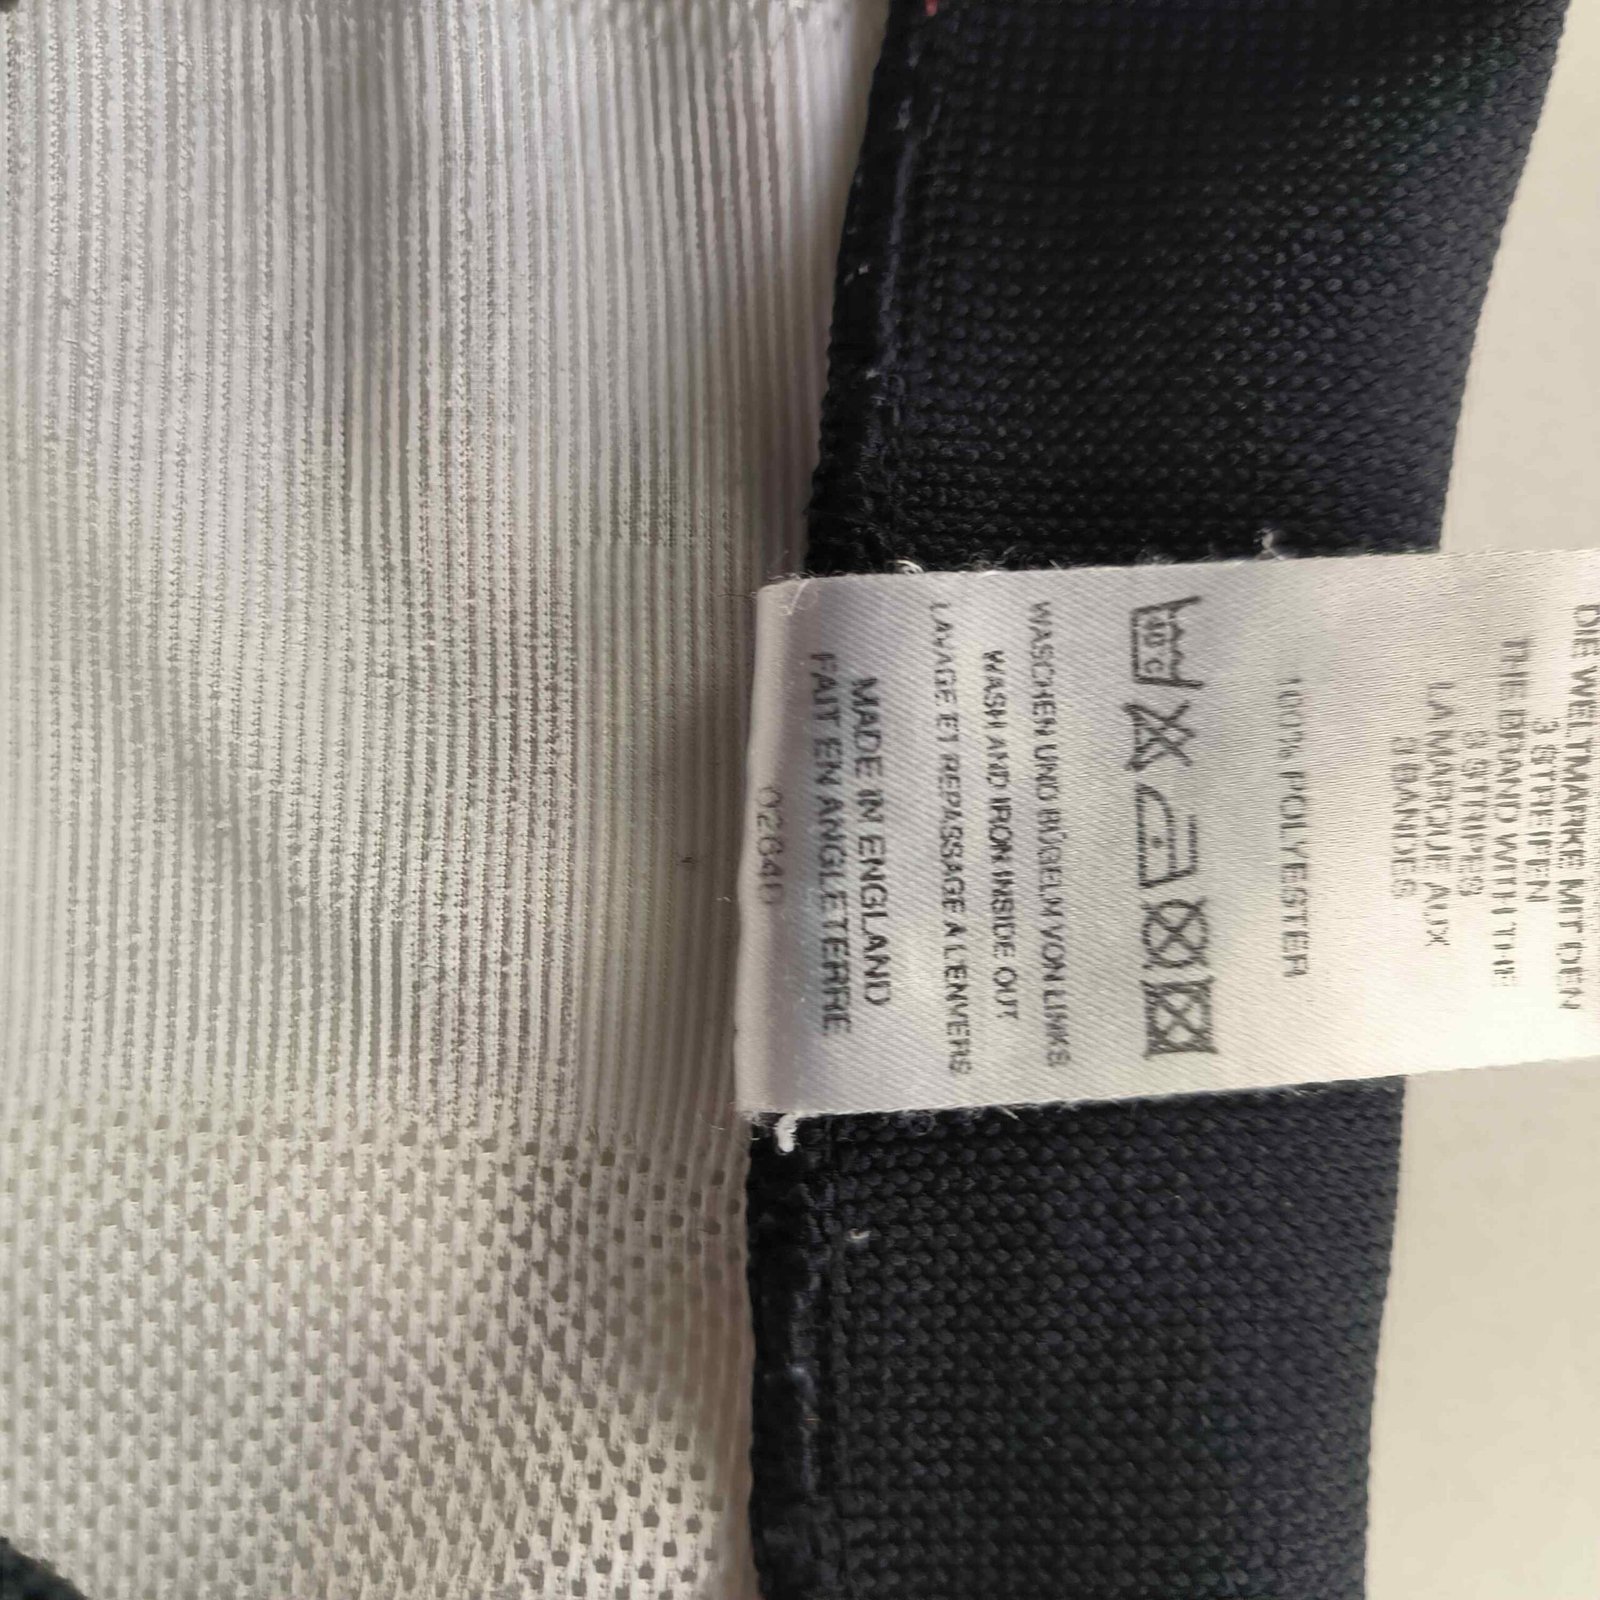 DIE WELTMARKE MIT DEN
3 STREIFEN
THE BRAND WITH THE
3 STRIPES
LA MARQUE AUX
3 BANDES
100% POLYESTER
40 C
WASCHEN UND BÜGELN VON LINKS
WASH AND IRON INSIDE OUT
LAVAGE ET REPASSAGE A L'ENVERS
MADE IN ENGLAND
FAIT EN ANGLETERRE